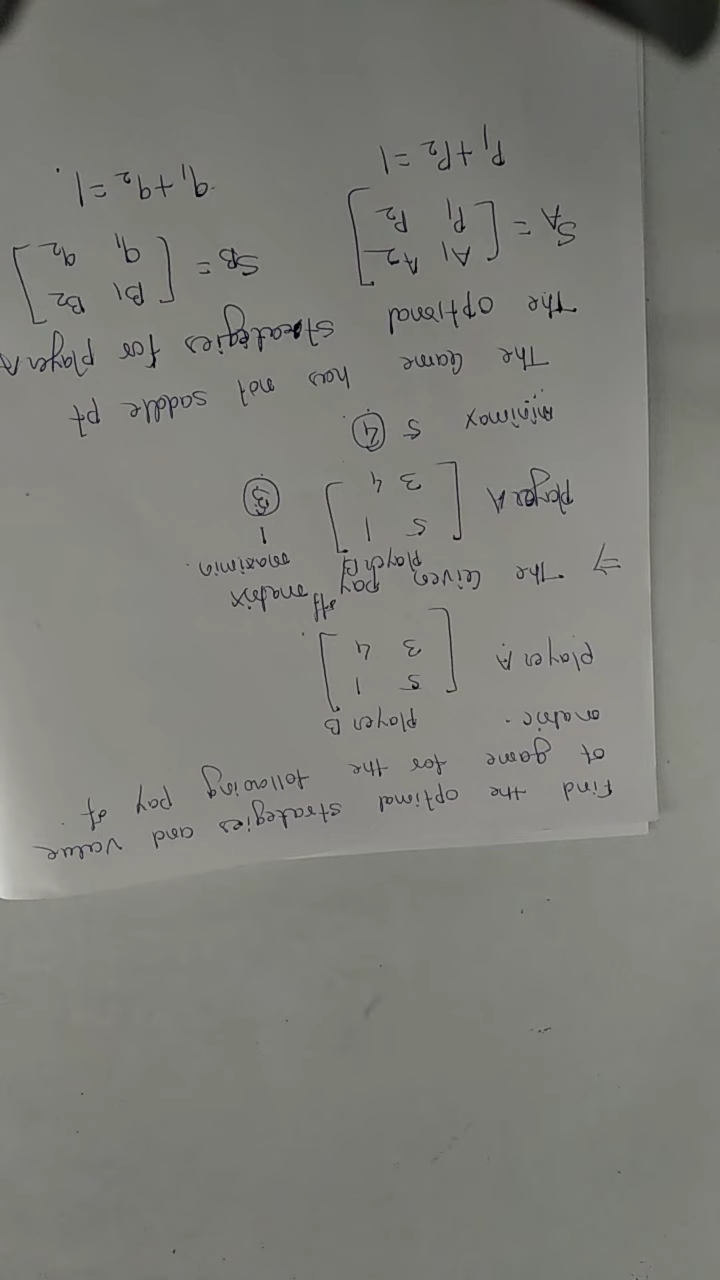 Find the optimal strategies and value
of game for the following pay of
matric. Player B
Player A [ 5 1
3 4 ]
⇒ The Given pay off matrix
Player B maximin.
Player A [ 5 1 ] 1
[ 3 4 ] ③
minimax 5 ④
The Game has not saddle pt
The optional strategies for player A
SA = [ A1 A2
P1 P2 ] SB = [ B1 B2
q1 q2 ]
P1 + P2 = 1 q1 + q2 = 1.